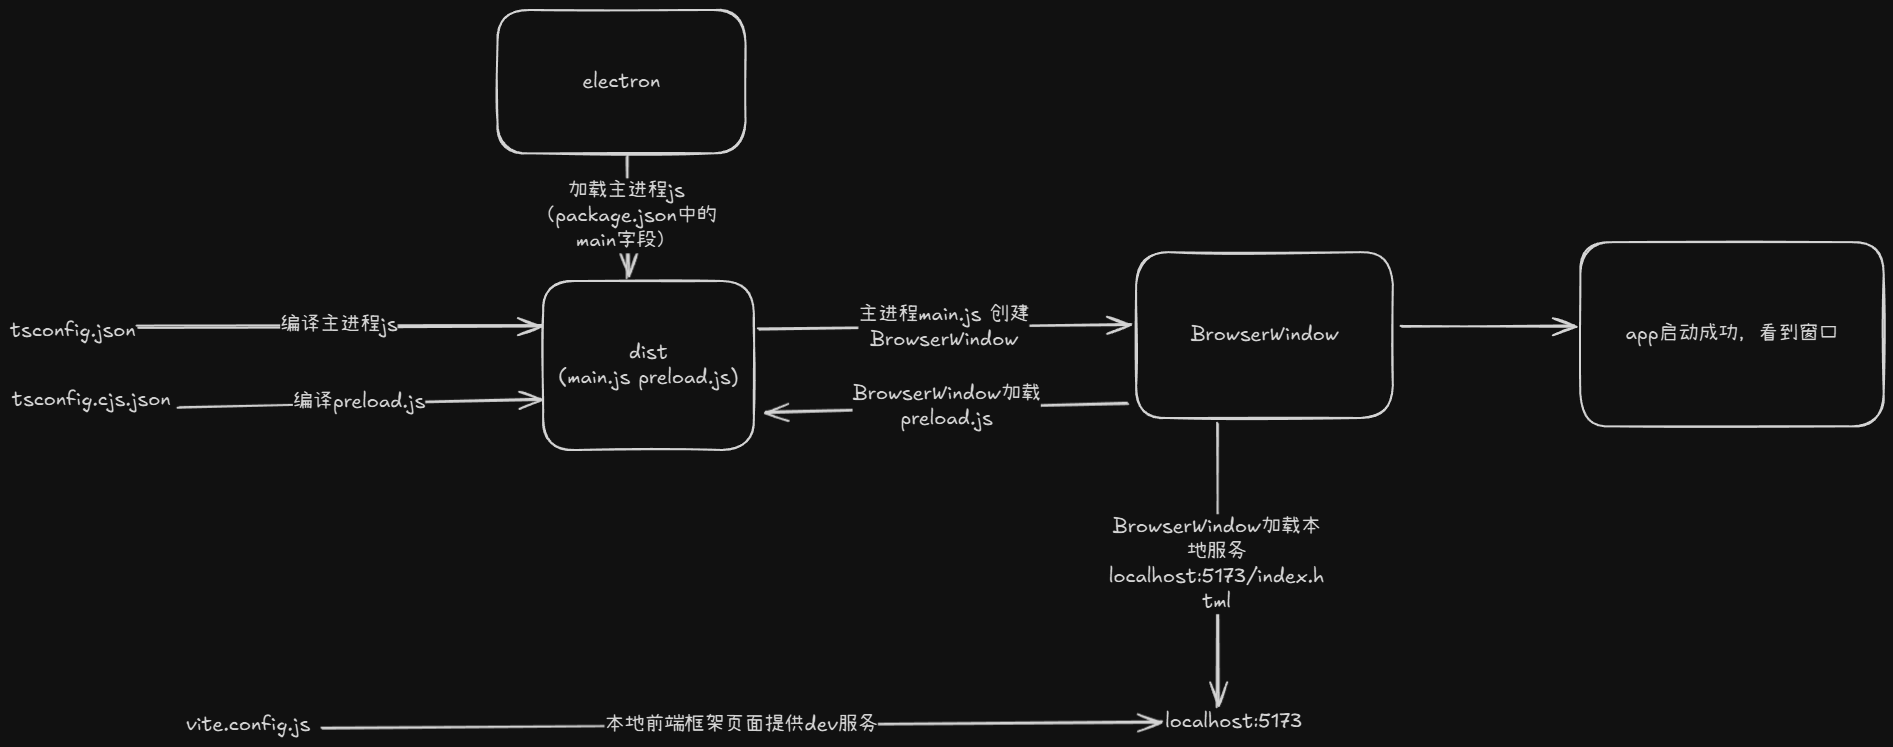 electron
加载主进程js
（package.json中的
main字段）
tsconfig.json
编译主进程js
tsconfig.cjs.json
编译preload.js
dist
(main.js preload.js)
主进程main.js 创建
BrowserWindow
BrowserWindow加载
preload.js
BrowserWindow
app启动成功，看到窗口
BrowserWindow加载本
地服务
localhost:5173/index.h
tml
vite.config.js
本地前端框架页面提供dev服务
localhost:5173